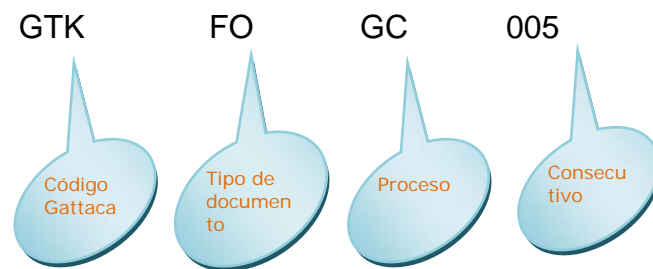 GTK FO GC 005
Código
Gattaca
Tipo de
documen
to
Proceso
Consecu
tivo